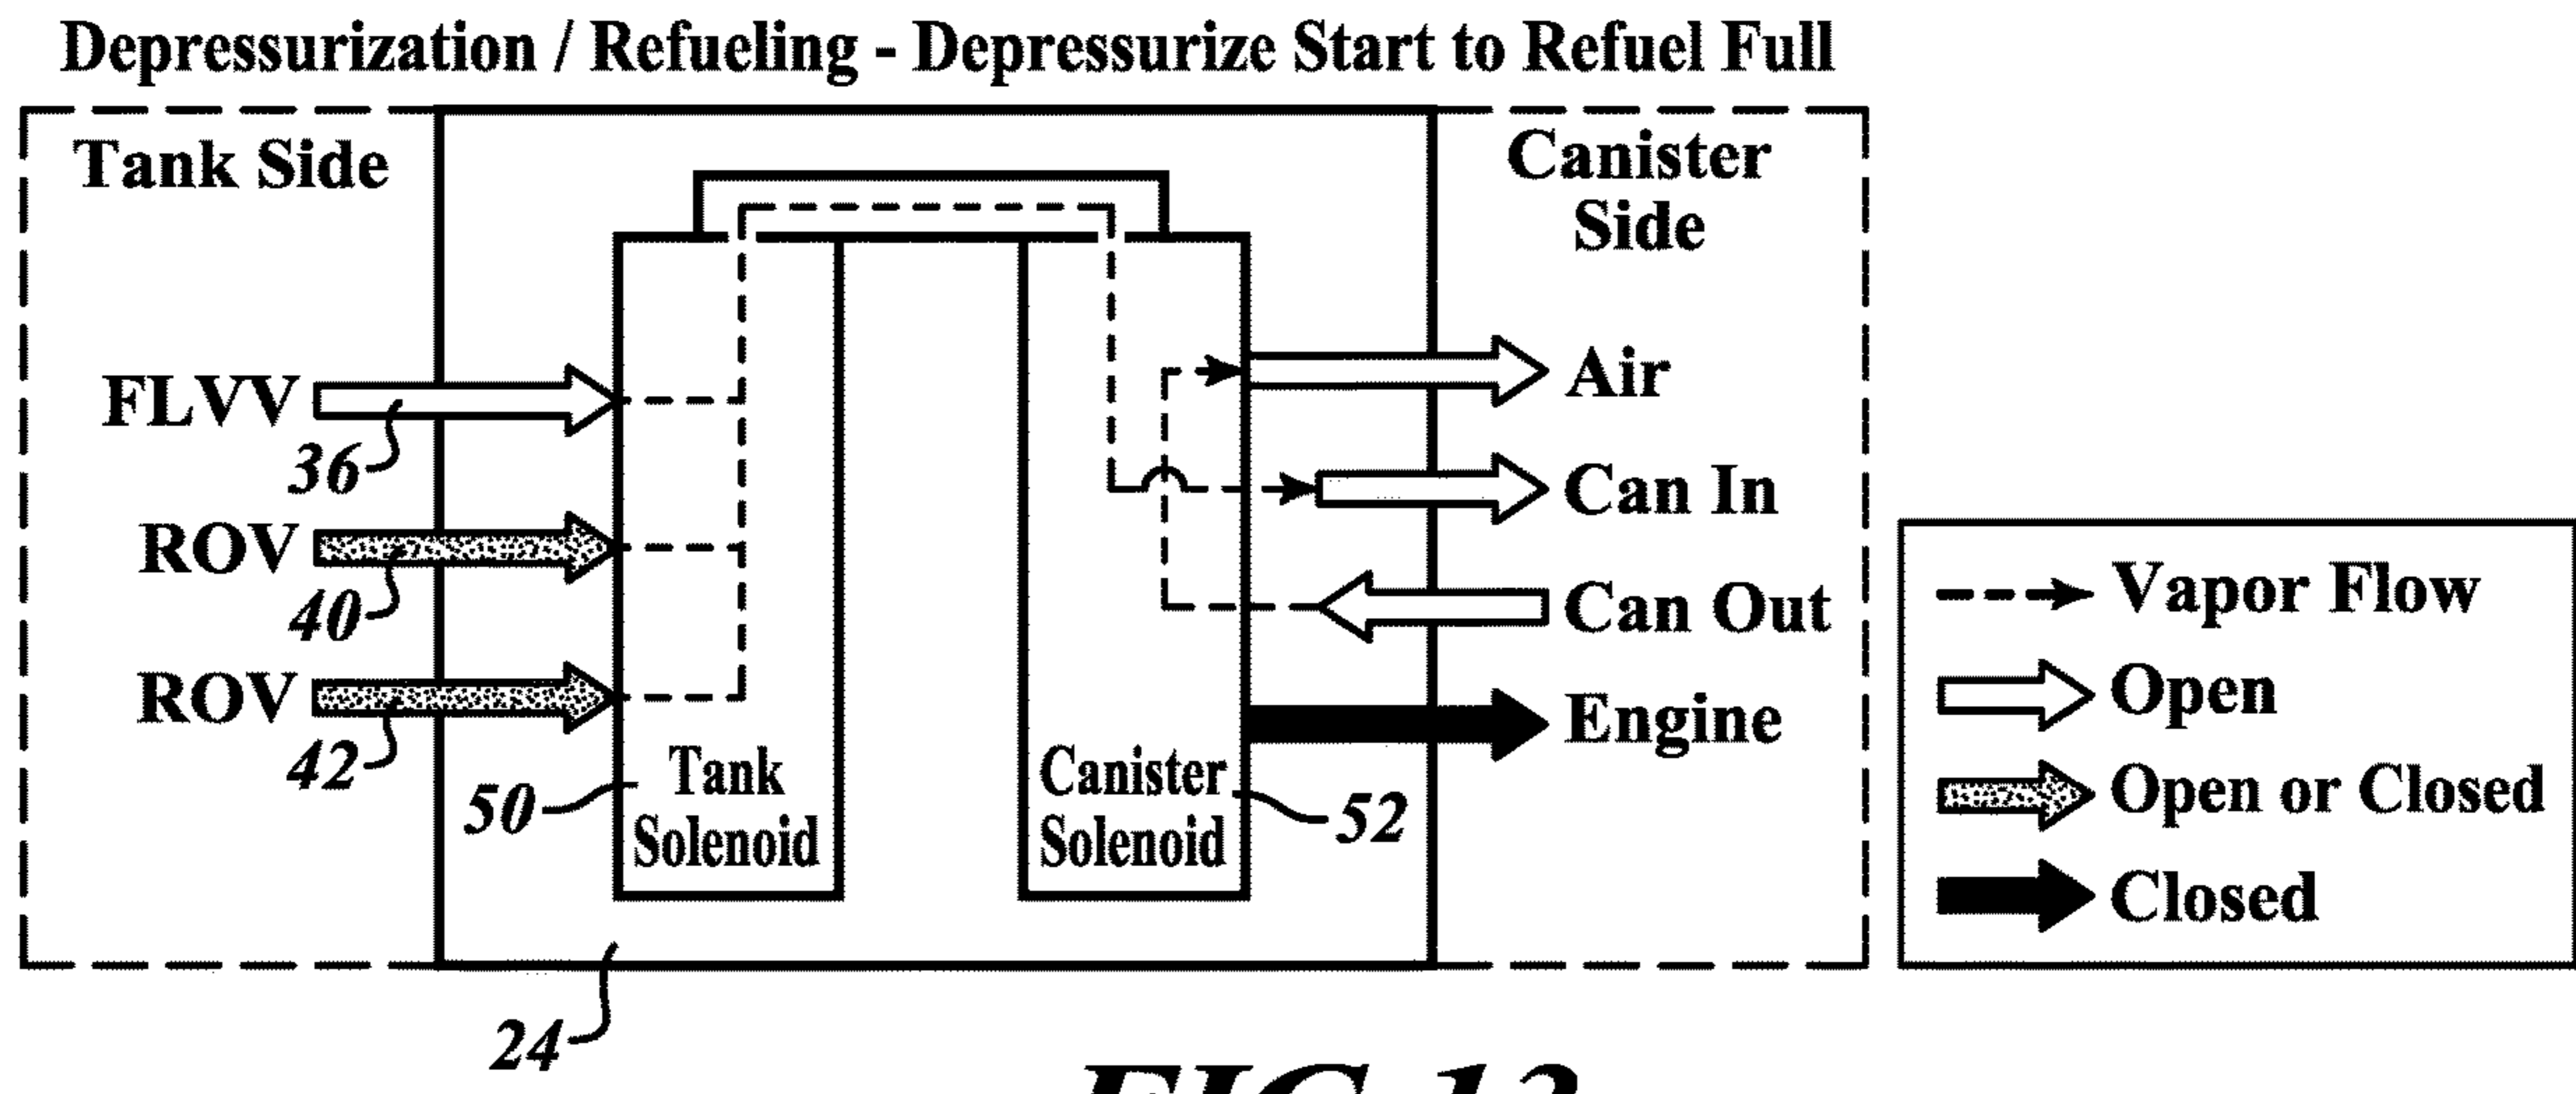 Depressurization / Refueling - Depressurize Start to Refuel Full
Tank Side
Canister
Side
FLVV
36
ROV
40
ROV
42
50
Tank
Solenoid
Canister
Solenoid
52
Air
Can In
Can Out
Engine
24
Vapor Flow
Open
Open or Closed
Closed